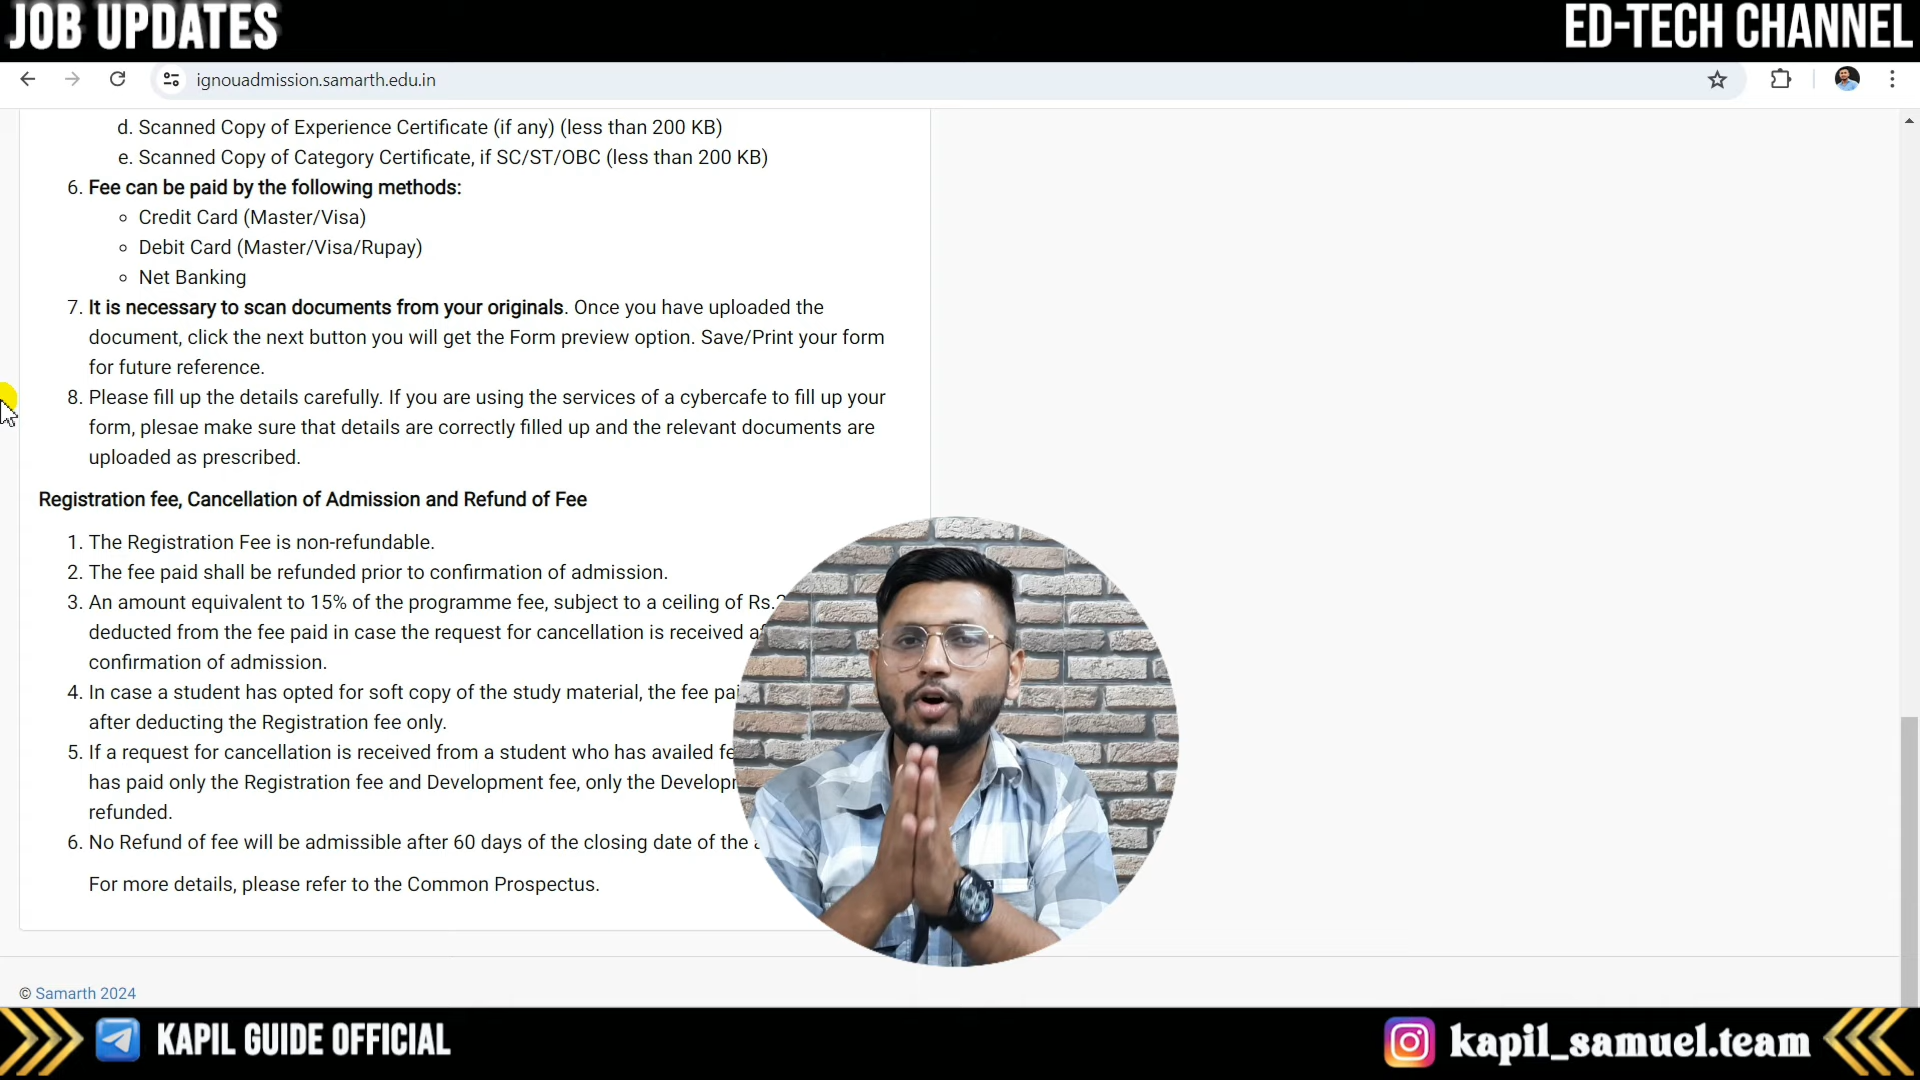 JOB UPDATES
ED-TECH CHANNEL
ignouadmission.samarth.edu.in
d. Scanned Copy of Experience Certificate (if any) (less than 200 KB)
e. Scanned Copy of Category Certificate, if SC/ST/OBC (less than 200 KB)
6. Fee can be paid by the following methods:
Credit Card (Master/Visa)
Debit Card (Master/Visa/Rupay)
Net Banking
7. It is necessary to scan documents from your originals. Once you have uploaded the
document, click the next button you will get the Form preview option. Save/Print your form
for future reference.
8. Please fill up the details carefully. If you are using the services of a cybercafe to fill up your
form, plesae make sure that details are correctly filled up and the relevant documents are
uploaded as prescribed.
Registration fee, Cancellation of Admission and Refund of Fee
1. The Registration Fee is non-refundable.
2. The fee paid shall be refunded prior to confirmation of admission.
3. An amount equivalent to 15% of the programme fee, subject to a ceiling of
deducted from the fee paid in case the request for cancellation is received
confirmation of admission.
4. In case a student has opted for soft copy of the study material, the fee
after deducting the Registration fee only.
5. If a request for cancellation is received from a student who has availed
has paid only the Registration fee and Development fee, only the
refunded.
6. No Refund of fee will be admissible after 60 days of the closing date of the
For more details, please refer to the Common Prospectus.
© Samarth 2024
KAPIL GUIDE OFFICIAL
kapil_samuel.team